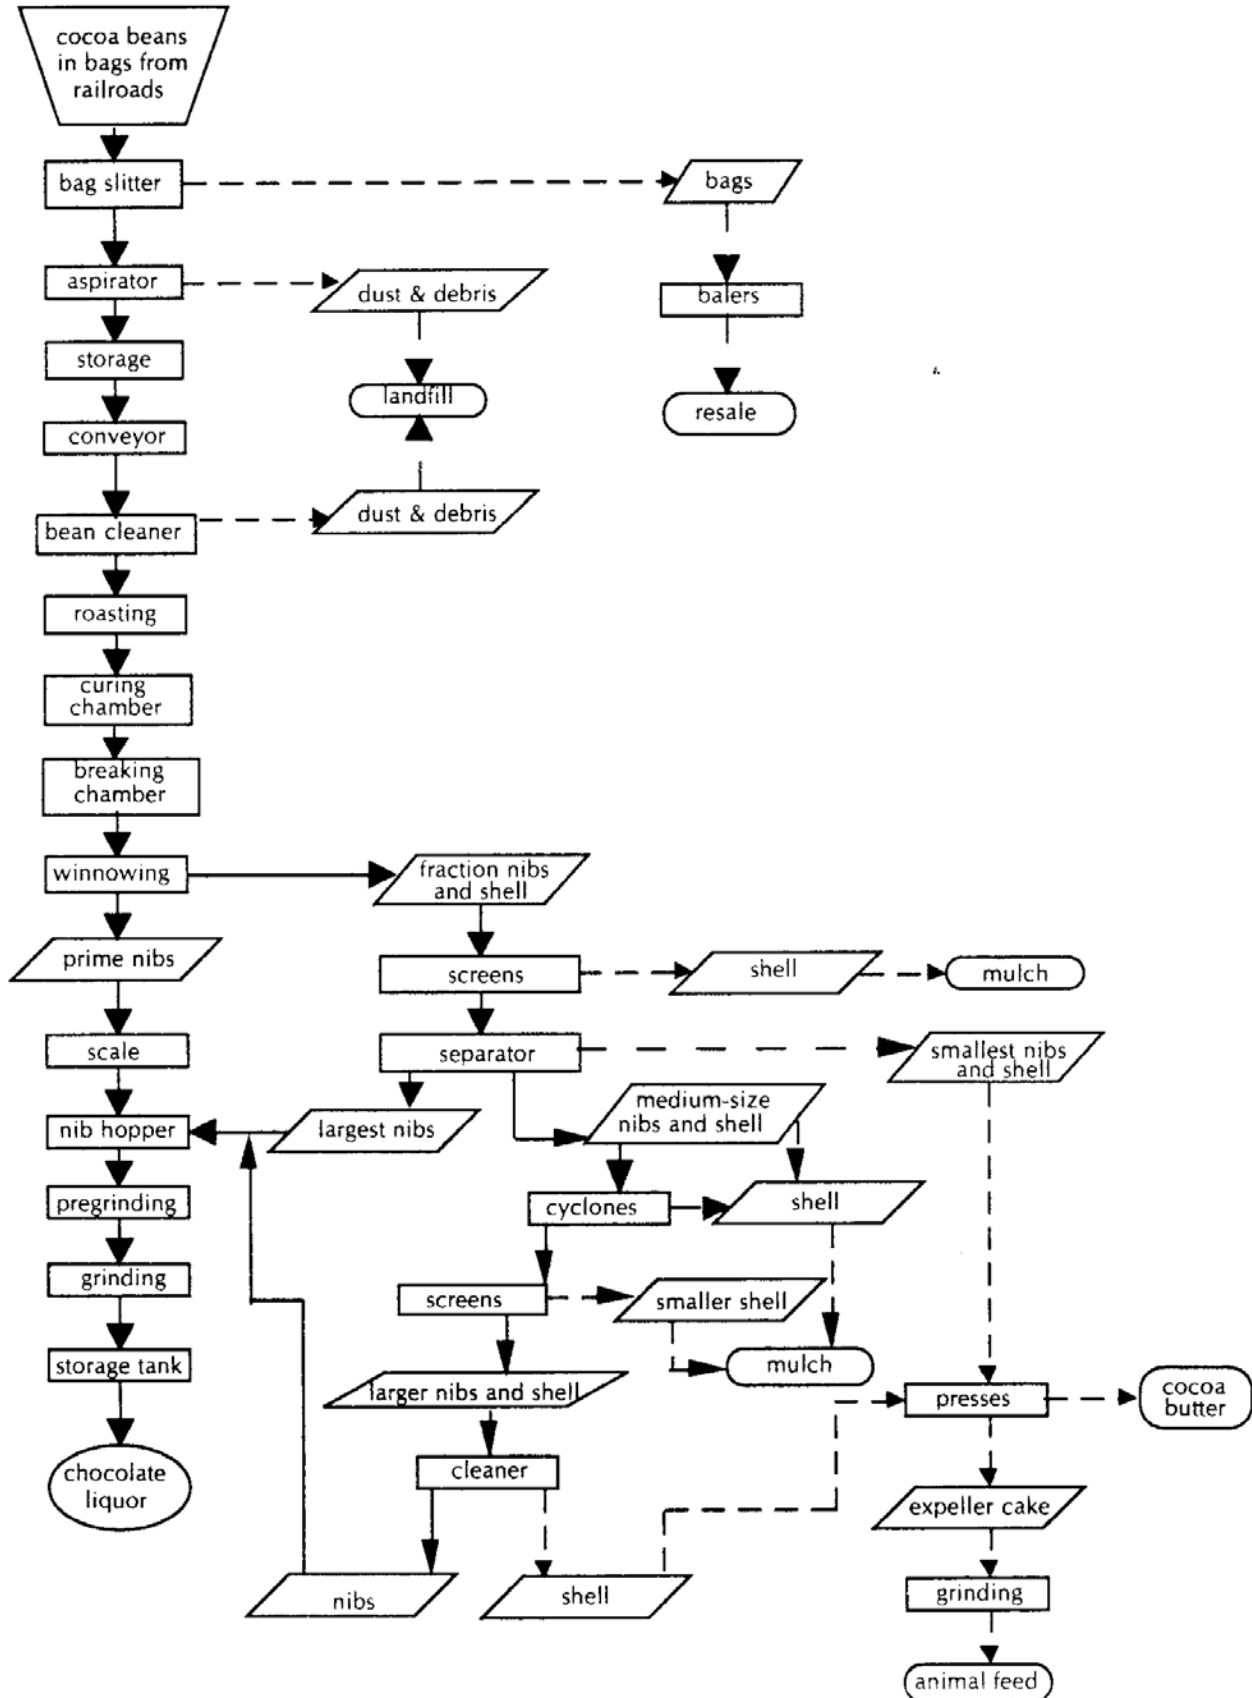 cocoa beans
in bags from
railroads
bag slitter
bags
aspirator
dust & debris
balers
storage
landfill
resale
conveyor
bean cleaner
dust & debris
roasting
curing
chamber
breaking
chamber
winnowing
fraction nibs
and shell
prime nibs
screens
shell
mulch
scale
separator
smallest nibs
and shell
nib hopper
largest nibs
medium-size
nibs and shell
pregrinding
cyclones
shell
grinding
screens
smaller shell
storage tank
larger nibs and shell
mulch
presses
cocoa
butter
chocolate
liquor
cleaner
expeller cake
nibs
shell
grinding
animal feed